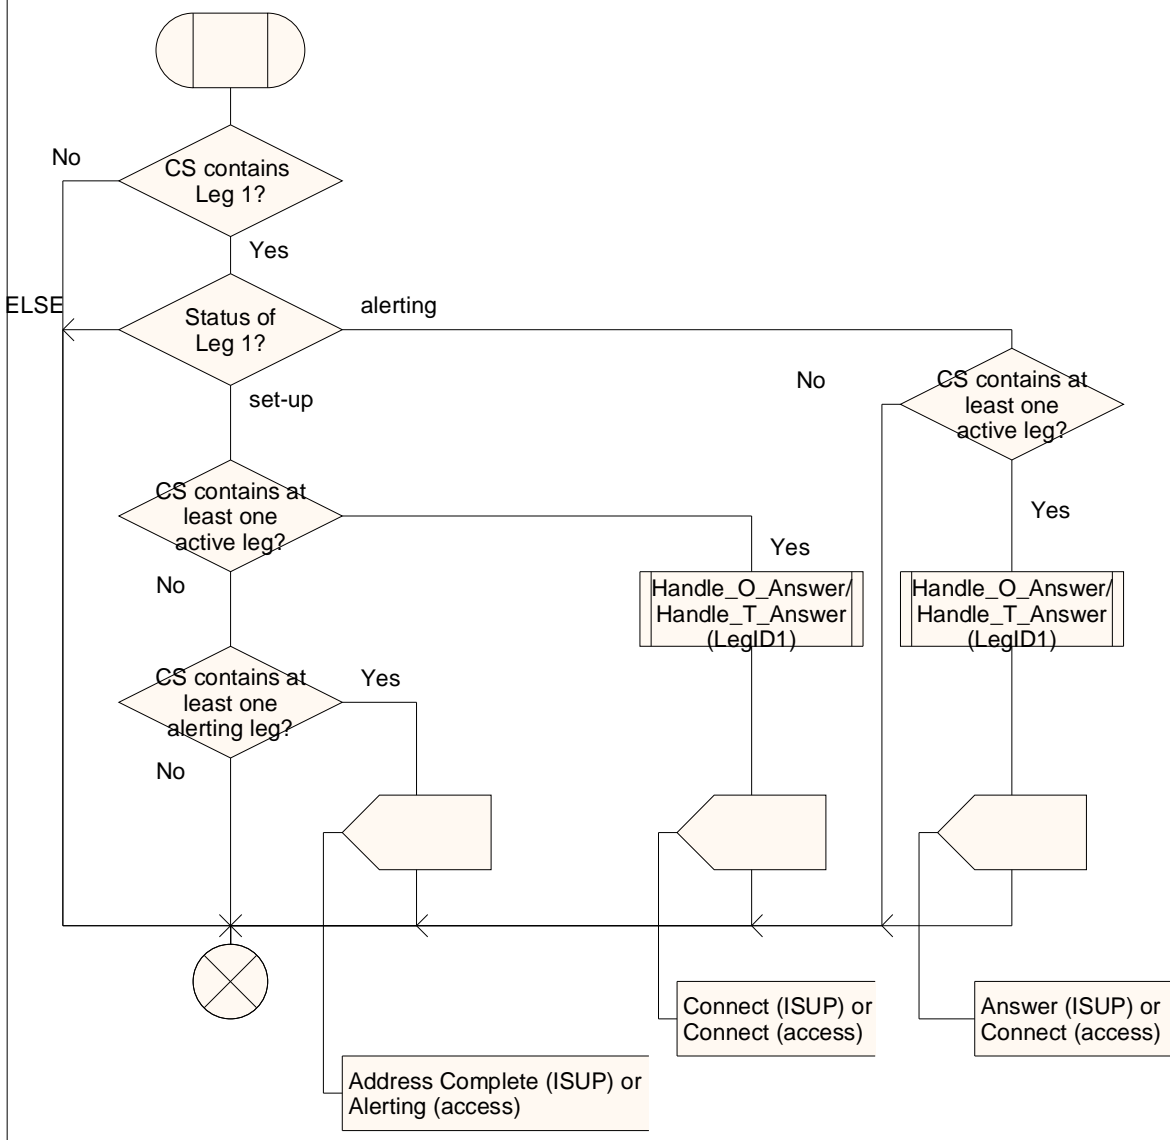 No
CS contains
Leg 1?
Yes
ELSE
Status of
Leg 1?
alerting
set-up
No
CS contains at
least one
active leg?
Yes
CS contains at
least one
active leg?
Yes
No
Handle_O_Answer/
Handle_T_Answer
(LegID1)
Handle_O_Answer/
Handle_T_Answer
(LegID1)
CS contains at
least one
alerting leg?
Yes
No
Connect (ISUP) or
Connect (access)
Answer (ISUP) or
Connect (access)
Address Complete (ISUP) or
Alerting (access)